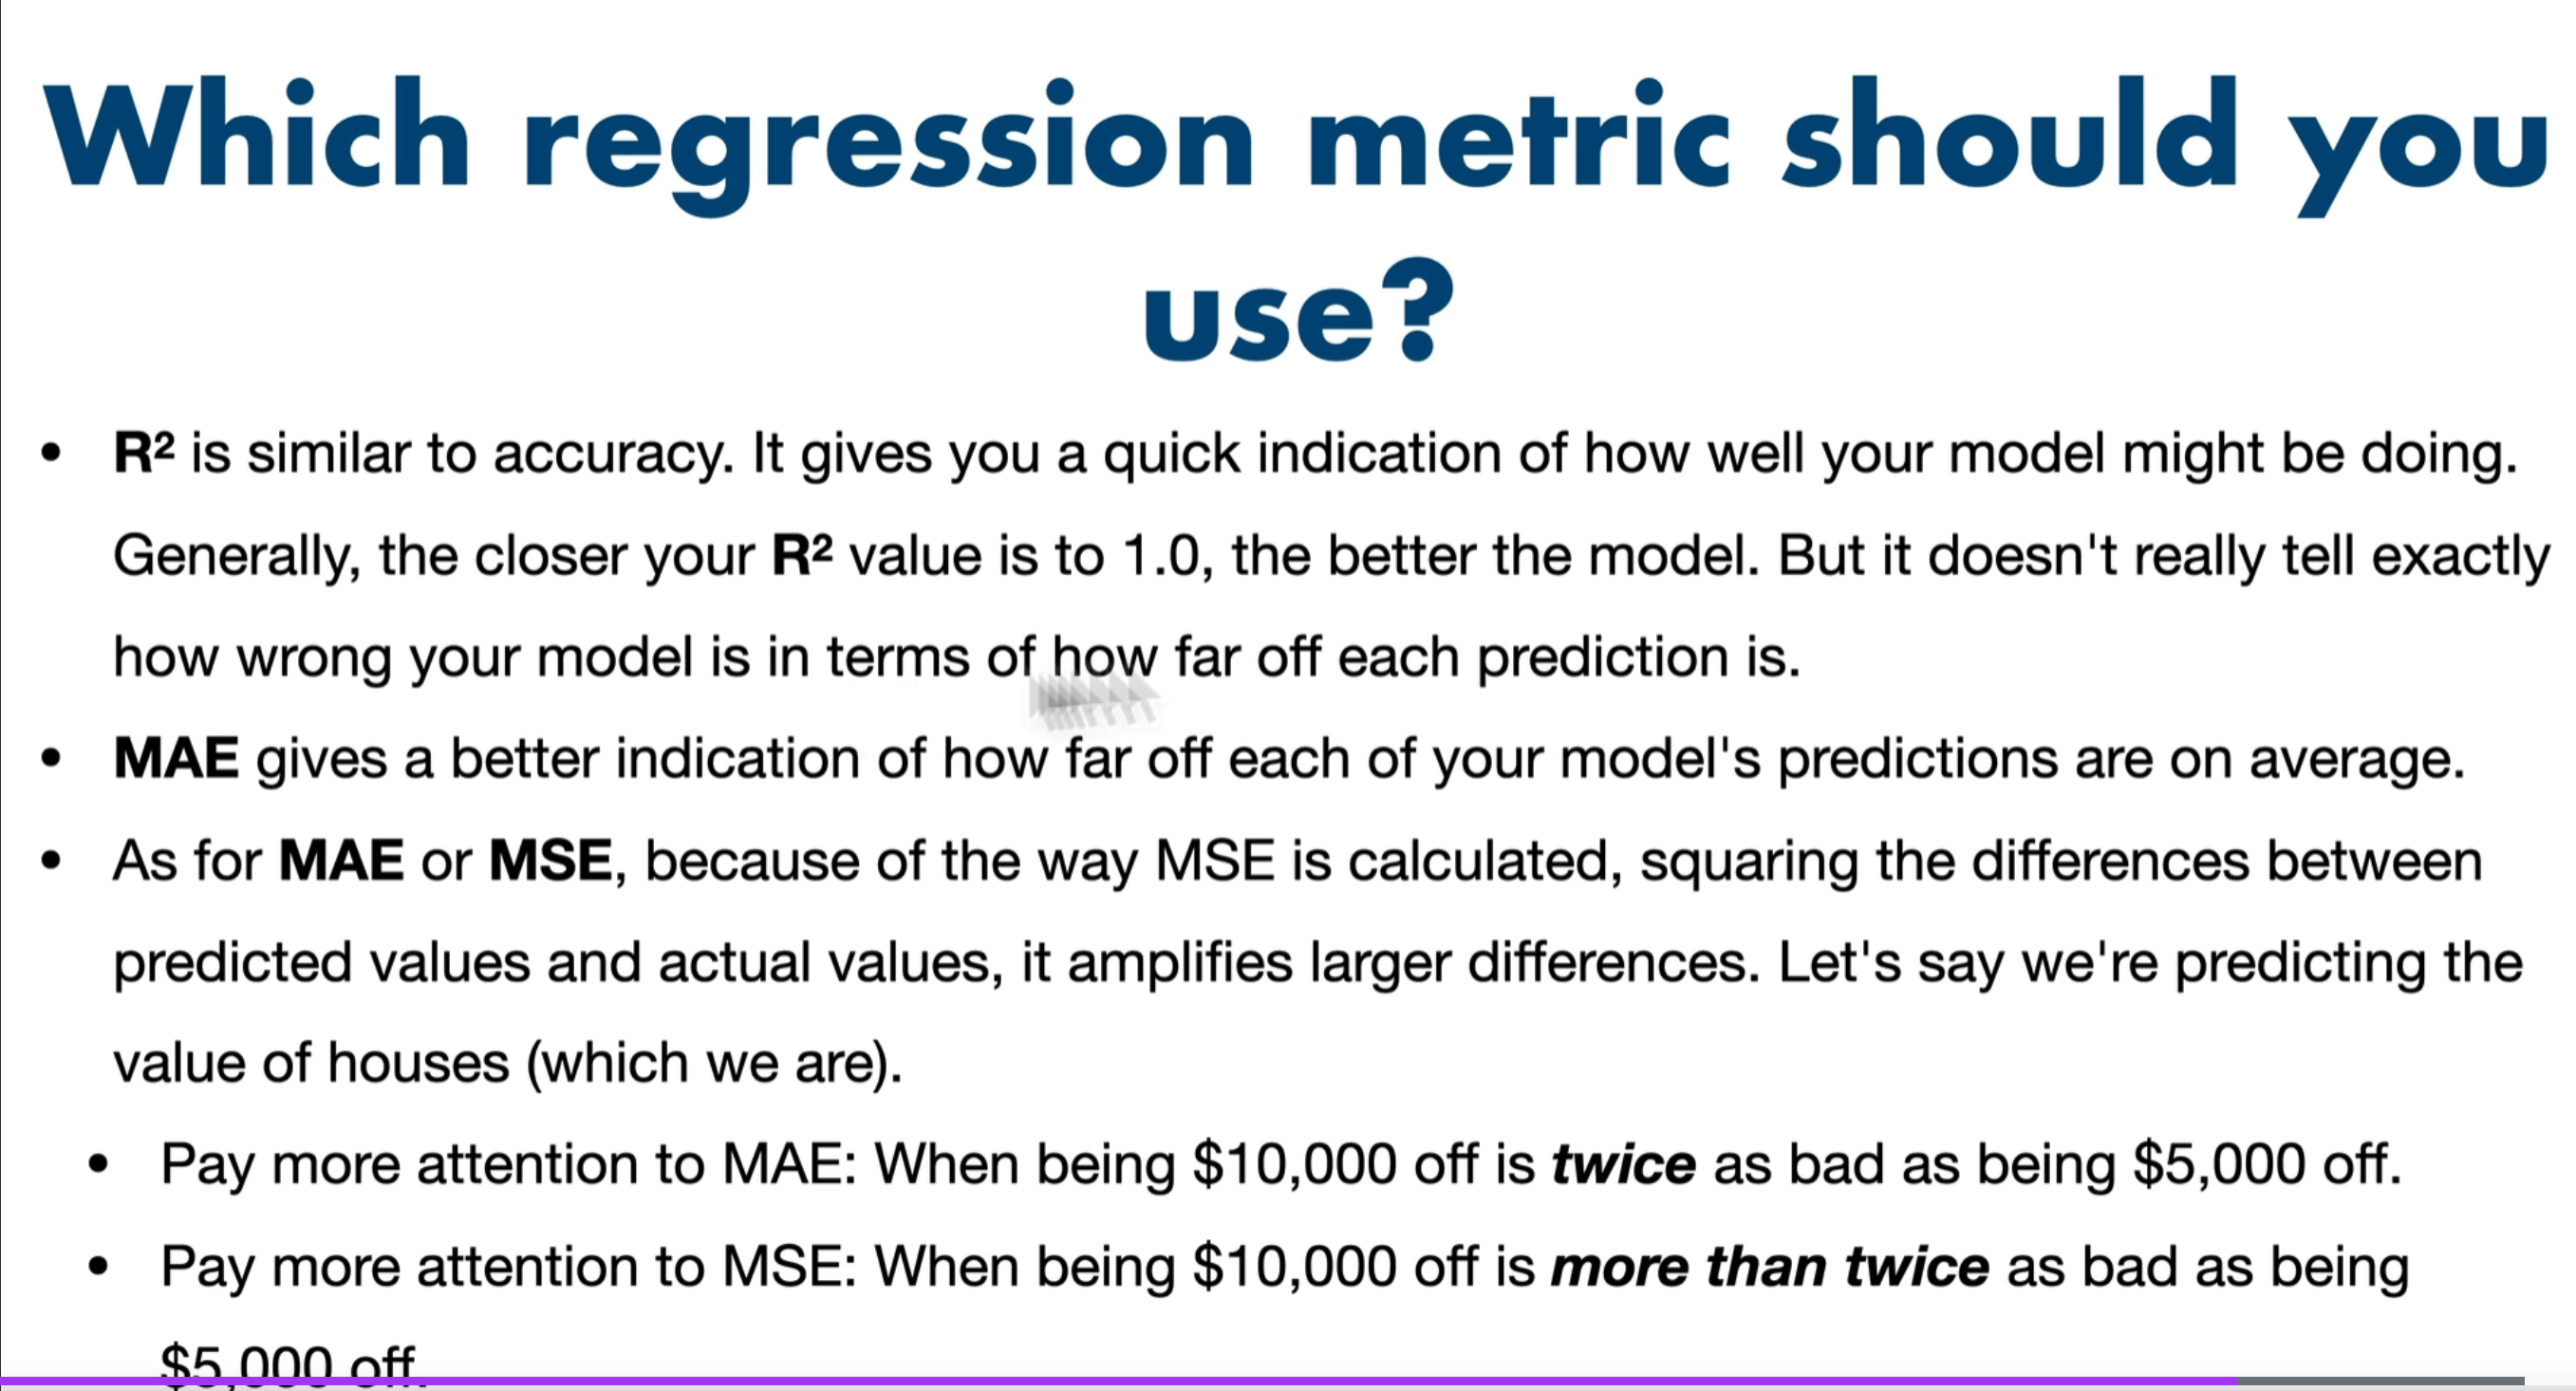 Which regression metric should you
use?
• R² is similar to accuracy. It gives you a quick indication of how well your model might be doing.
Generally, the closer your R² value is to 1.0, the better the model. But it doesn't really tell exactly
how wrong your model is in terms of how far off each prediction is.
• MAE gives a better indication of how far off each of your model's predictions are on average.
• As for MAE or MSE, because of the way MSE is calculated, squaring the differences between
predicted values and actual values, it amplifies larger differences. Let's say we're predicting the
value of houses (which we are).
• Pay more attention to MAE: When being $10,000 off is twice as bad as being $5,000 off.
• Pay more attention to MSE: When being $10,000 off is more than twice as bad as being
$5,000 off.